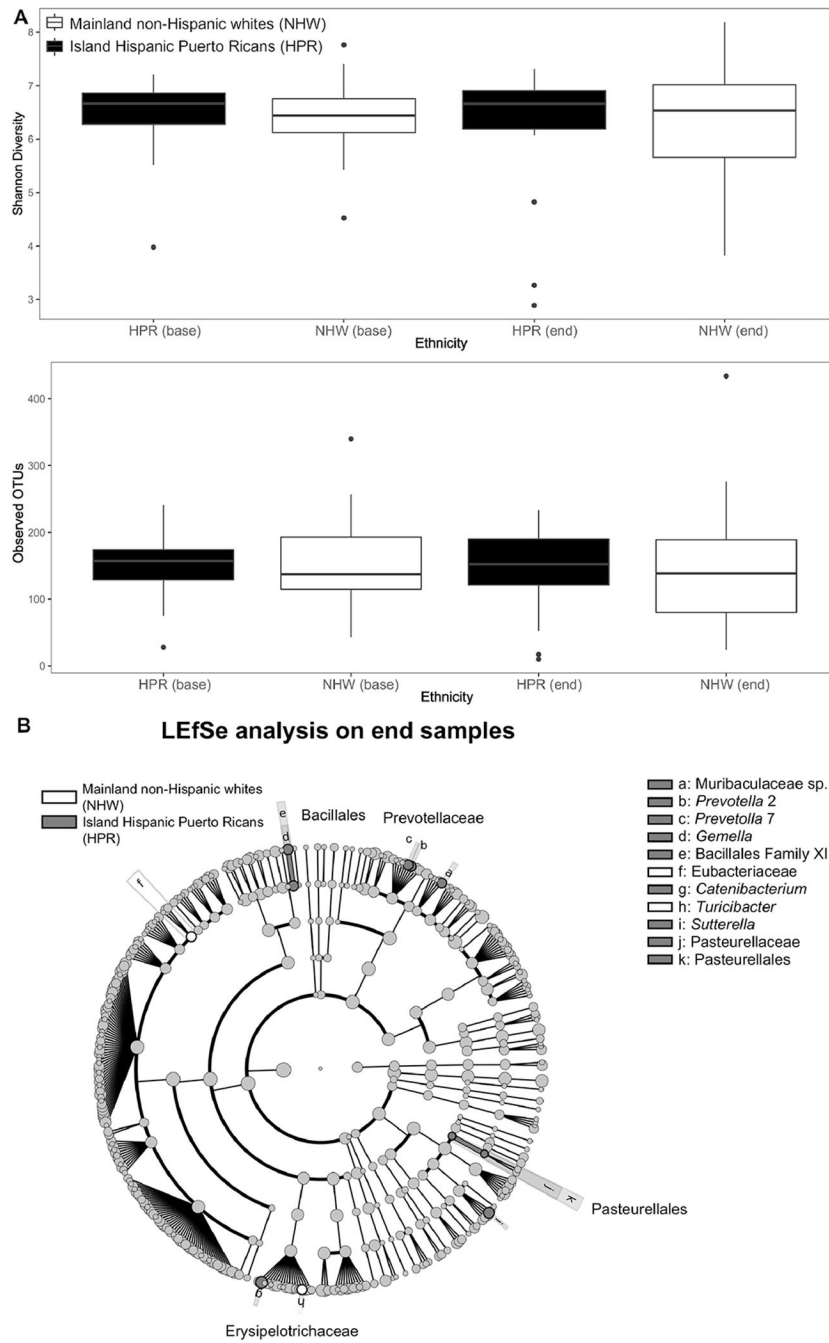 A
Mainland non-Hispanic whites (NHW)
Island Hispanic Puerto Ricans (HPR)
Shannon Diversity
8
7
6
5
4
3
HPR (base)
NHW (base)
HPR (end)
NHW (end)
Ethnicity
Observed OTUs
400
300
200
100
0
HPR (base)
NHW (base)
HPR (end)
NHW (end)
Ethnicity
B
LEfSe analysis on end samples
Mainland non-Hispanic whites
(NHW)
Island Hispanic Puerto Ricans
(HPR)
a: Muribaculaceae sp.
b: Prevotella 2
c: Prevetolla 7
d: Gemella
e: Bacillales Family XI
f: Eubacteriaceae
g: Catenibacterium
h: Turicibacter
i: Sutterella
j: Pasteurellaceae
k: Pasteurellales
e
d
Bacillales
Prevotellaceae
c
b
a
f
j
k
Pasteurellales
i
g
h
Erysipelotrichaceae